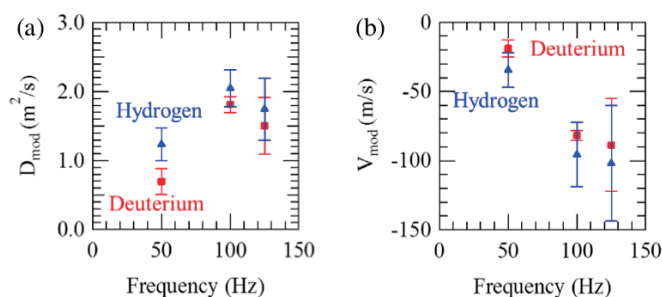 (a)
3.0
2.0
1.0
0.0
D_mod (m²/s)
Hydrogen
Deuterium
0 50 100 150
Frequency (Hz)
(b)
0
-50
-100
-150
V_mod (m/s)
Deuterium
Hydrogen
0 50 100 150
Frequency (Hz)